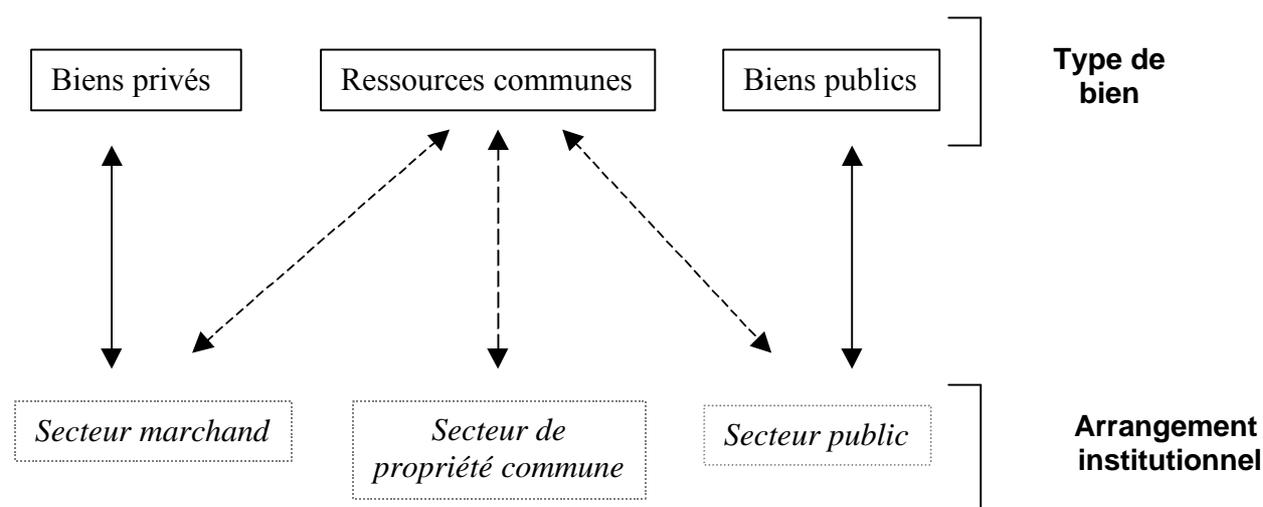 Biens privés
Ressources communes
Biens publics
Type de
bien
Secteur marchand
Secteur de
propriété commune
Secteur public
Arrangement
institutionnel